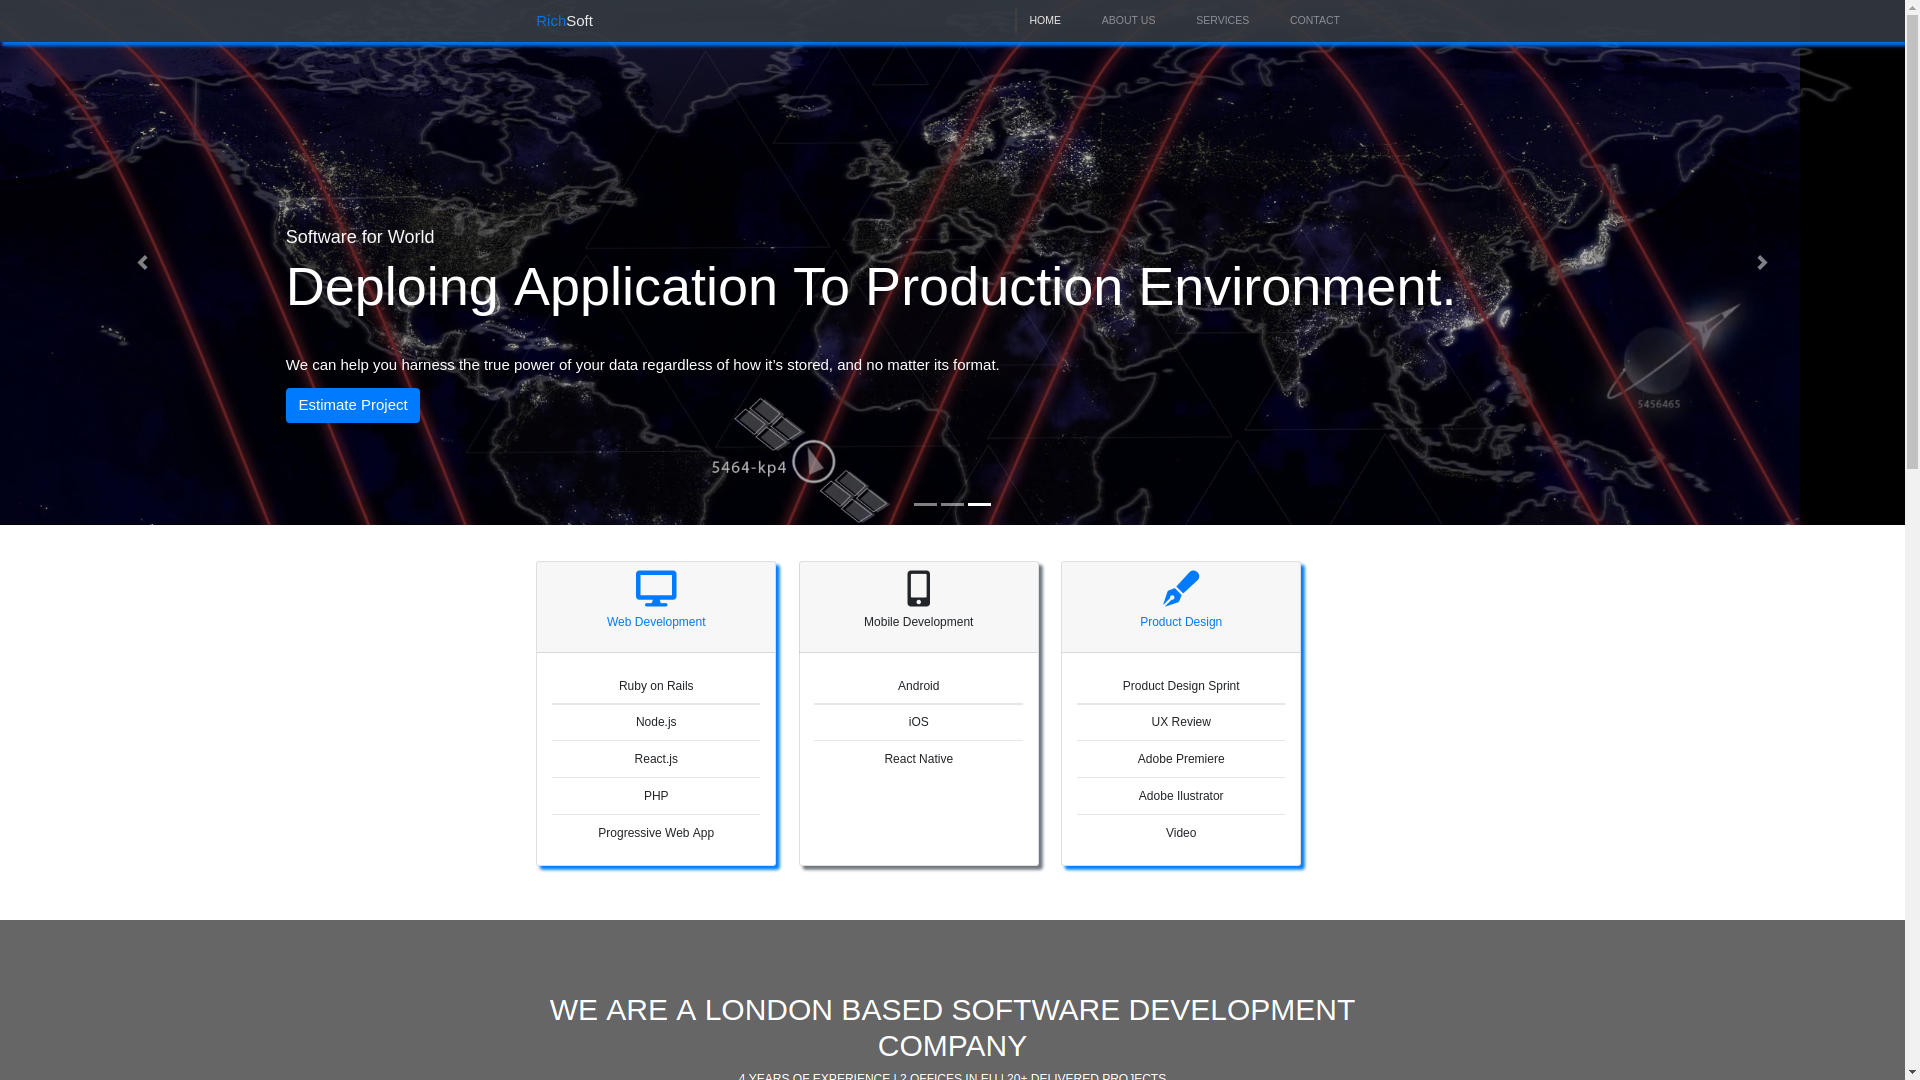 RichSoft
HOME
ABOUT US
SERVICES
CONTACT
Software for World
Deploing Application To Production Environment.
We can help you harness the true power of your data regardless of how it’s stored, and no matter its format.
Estimate Project
5456465
5464-kp4
Web Development
Ruby on Rails
Node.js
React.js
PHP
Progressive Web App
Mobile Development
Android
iOS
React Native
Product Design
Product Design Sprint
UX Review
Adobe Premiere
Adobe Ilustrator
Video
WE ARE A LONDON BASED SOFTWARE DEVELOPMENT
COMPANY
4 YEARS OF EXPERIENCE | 2 OFFICES IN EU | 20+ DELIVERED PROJECTS